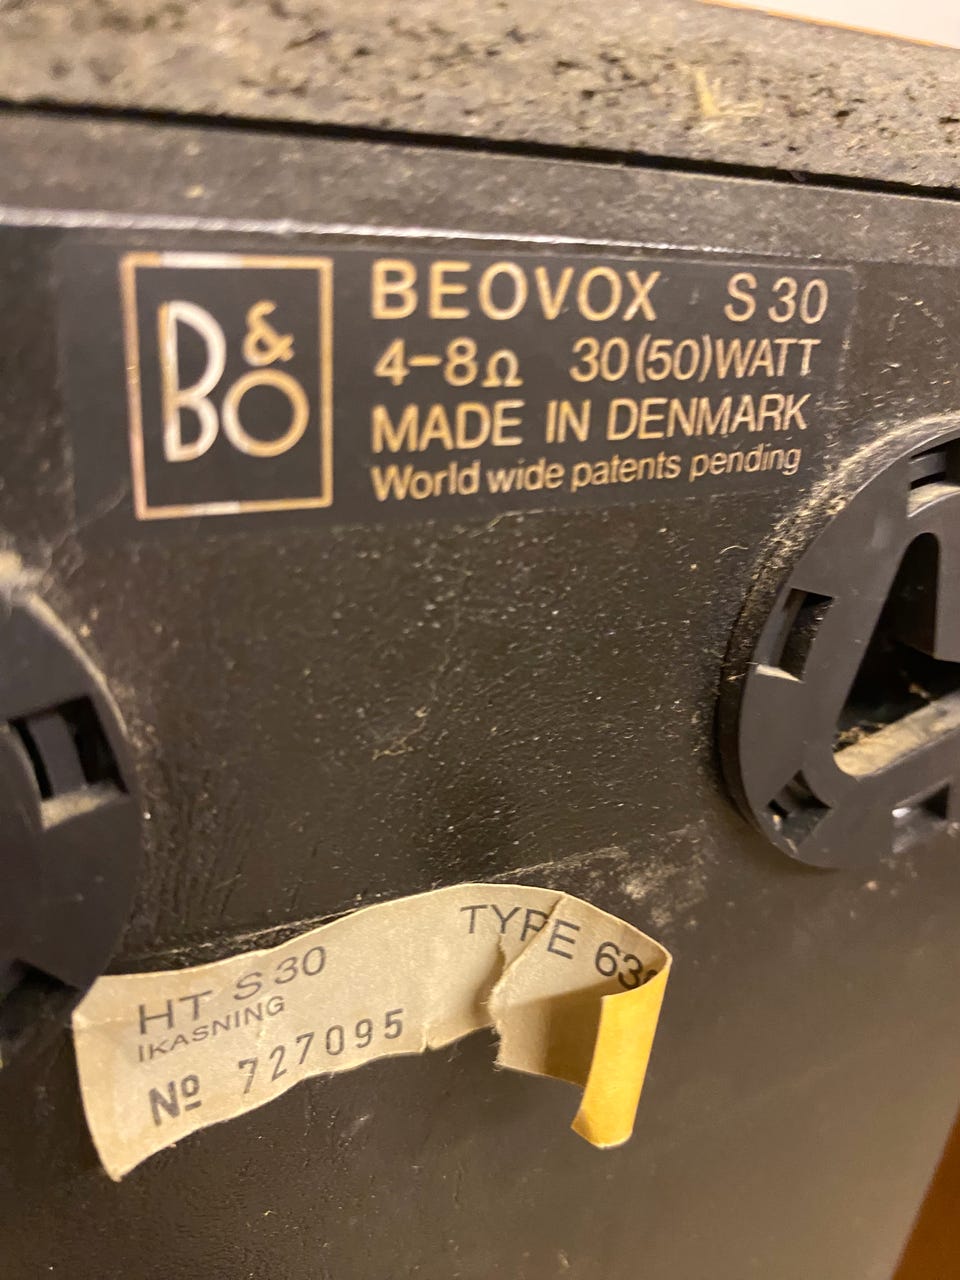 B&O
BEOVOX S 30
4-8Ω 30(50)WATT
MADE IN DENMARK
World wide patents pending
HT S 30 TYPE
IKASNING
№ 727095